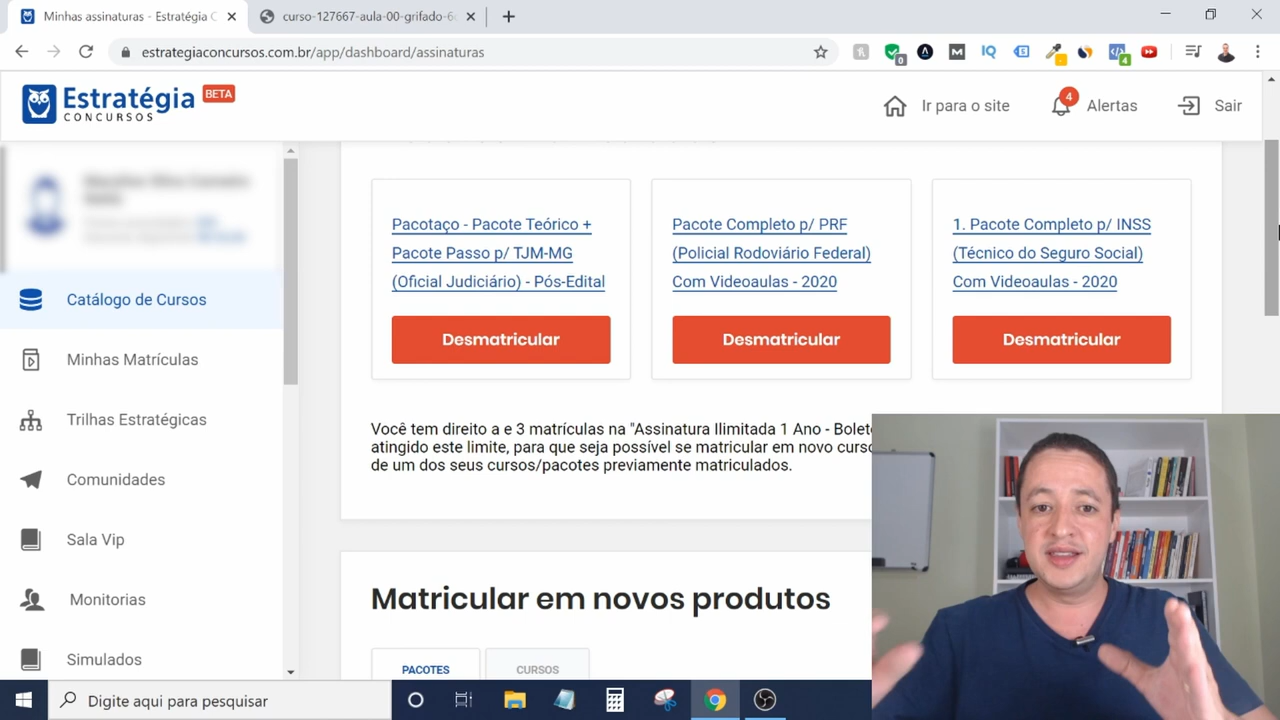 Minhas assinaturas - Estratégia C
curso-127667-aula-00-grifado-6
estrategiaconcursos.com.br/app/dashboard/assinaturas
Estratégia BETA
CONCURSOS
Ir para o site
4
Alertas
Sair
Catálogo de Cursos
Minhas Matrículas
Trilhas Estratégicas
Comunidades
Sala Vip
Monitorias
Simulados
Pacotaço - Pacote Teórico +
Pacote Passo p/ TJM-MG
(Oficial Judiciário) - Pós-Edital
Desmatricular
Pacote Completo p/ PRF
(Policial Rodoviário Federal)
Com Videoaulas - 2020
Desmatricular
1. Pacote Completo p/ INSS
(Técnico do Seguro Social)
Com Videoaulas - 2020
Desmatricular
Você tem direito a e 3 matrículas na "Assinatura Ilimitada 1 Ano - Bolet
atingido este limite, para que seja possível se matricular em novo curs
de um dos seus cursos/pacotes previamente matriculados.
Matricular em novos produtos
PACOTES
CURSOS
Digite aqui para pesquisar